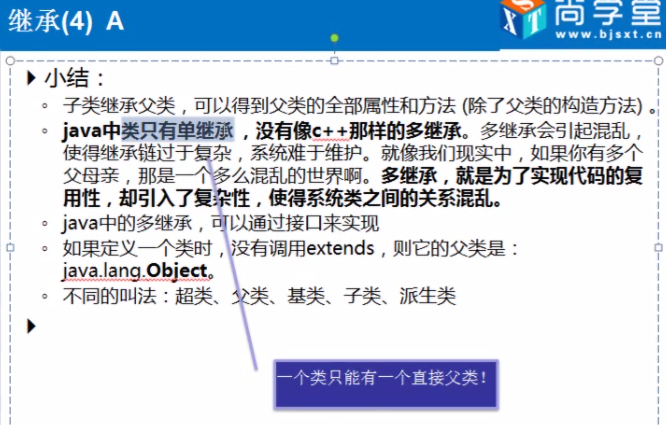 继承(4) A
SXT 尚学堂
www.bjsxt.cn
小结：
子类继承父类，可以得到父类的全部属性和方法 (除了父类的构造方法) 。
java中类只有单继承，没有像c++那样的多继承。多继承会引起混乱，
使得继承链过于复杂，系统难于维护。就像我们现实中，如果你有多个
父母亲，那是一个多么混乱的世界啊。多继承，就是为了实现代码的复
用性，却引入了复杂性，使得系统类之间的关系混乱。
java中的多继承，可以通过接口来实现
如果定义一个类时，没有调用extends，则它的父类是：
java.lang.Object。
不同的叫法：超类、父类、基类、子类、派生类
一个类只能有一个直接父类！